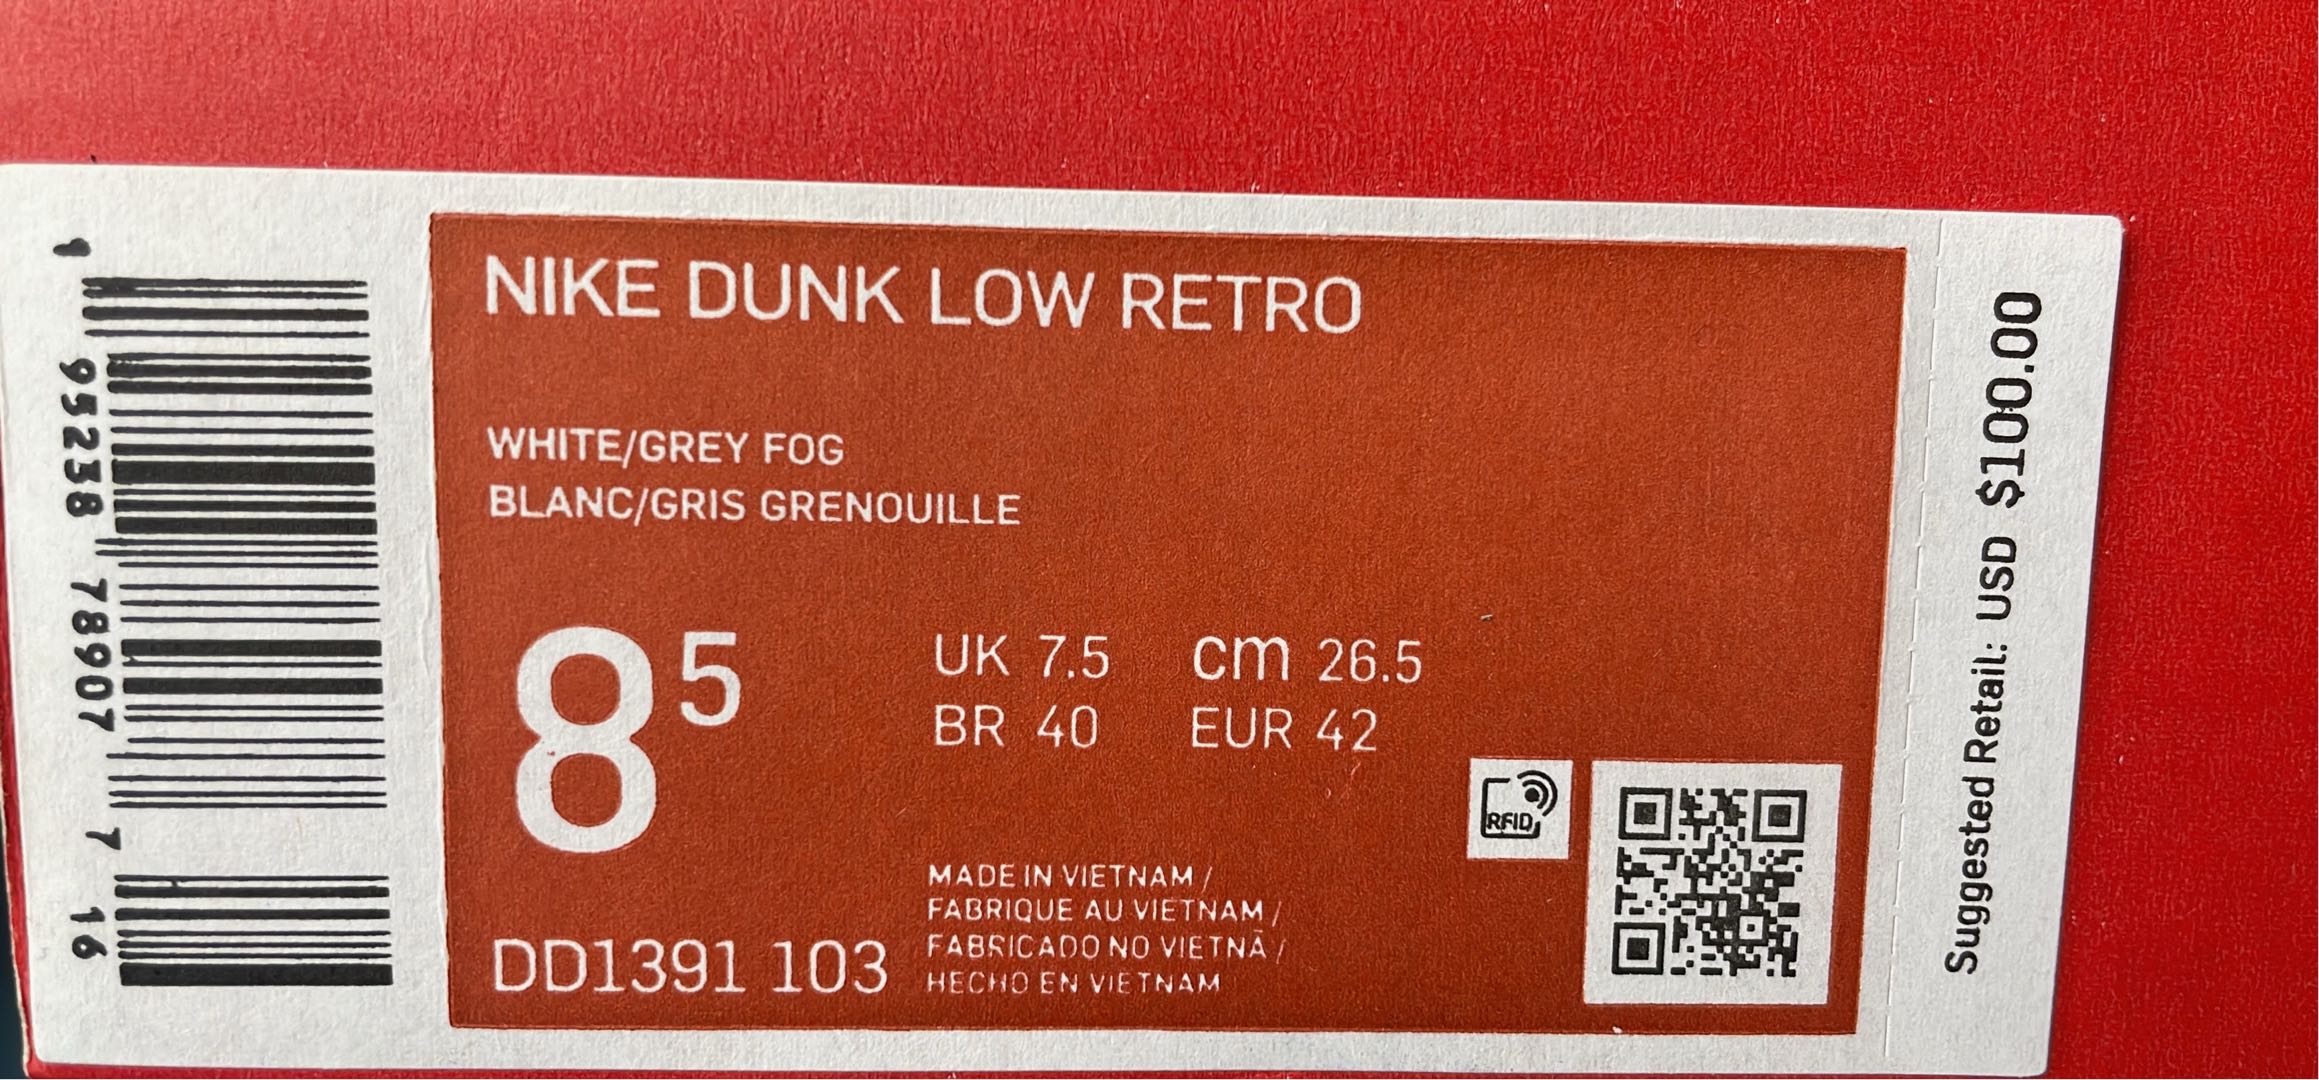 1 95238 78907 7 16
NIKE DUNK LOW RETRO
WHITE/GREY FOG
BLANC/GRIS GRENOUILLE
8 5
UK 7.5 cm 26.5
BR 40 EUR 42
RFID
DD1391 103
MADE IN VIETNAM /
FABRIQUE AU VIETNAM /
FABRICADO NO VIETNÃ /
HECHO EN VIETNAM
Suggested Retail: USD $100.00